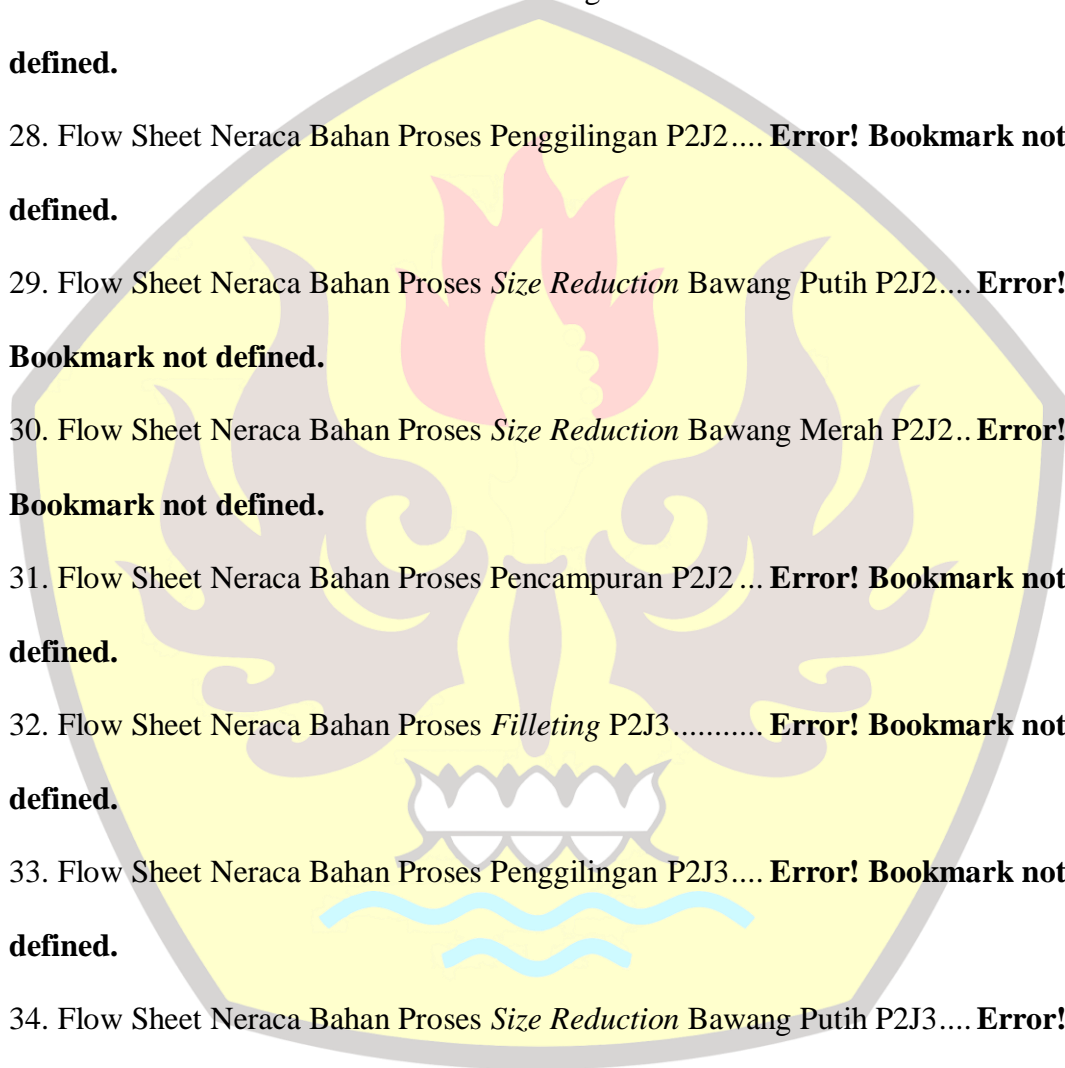 defined.
28. Flow Sheet Neraca Bahan Proses Penggilingan P2J2.... Error! Bookmark not
defined.
29. Flow Sheet Neraca Bahan Proses Size Reduction Bawang Putih P2J2.... Error!
Bookmark not defined.
30. Flow Sheet Neraca Bahan Proses Size Reduction Bawang Merah P2J2.. Error!
Bookmark not defined.
31. Flow Sheet Neraca Bahan Proses Pencampuran P2J2 ... Error! Bookmark not
defined.
32. Flow Sheet Neraca Bahan Proses Filleting P2J3........... Error! Bookmark not
defined.
33. Flow Sheet Neraca Bahan Proses Penggilingan P2J3.... Error! Bookmark not
defined.
34. Flow Sheet Neraca Bahan Proses Size Reduction Bawang Putih P2J3.... Error!